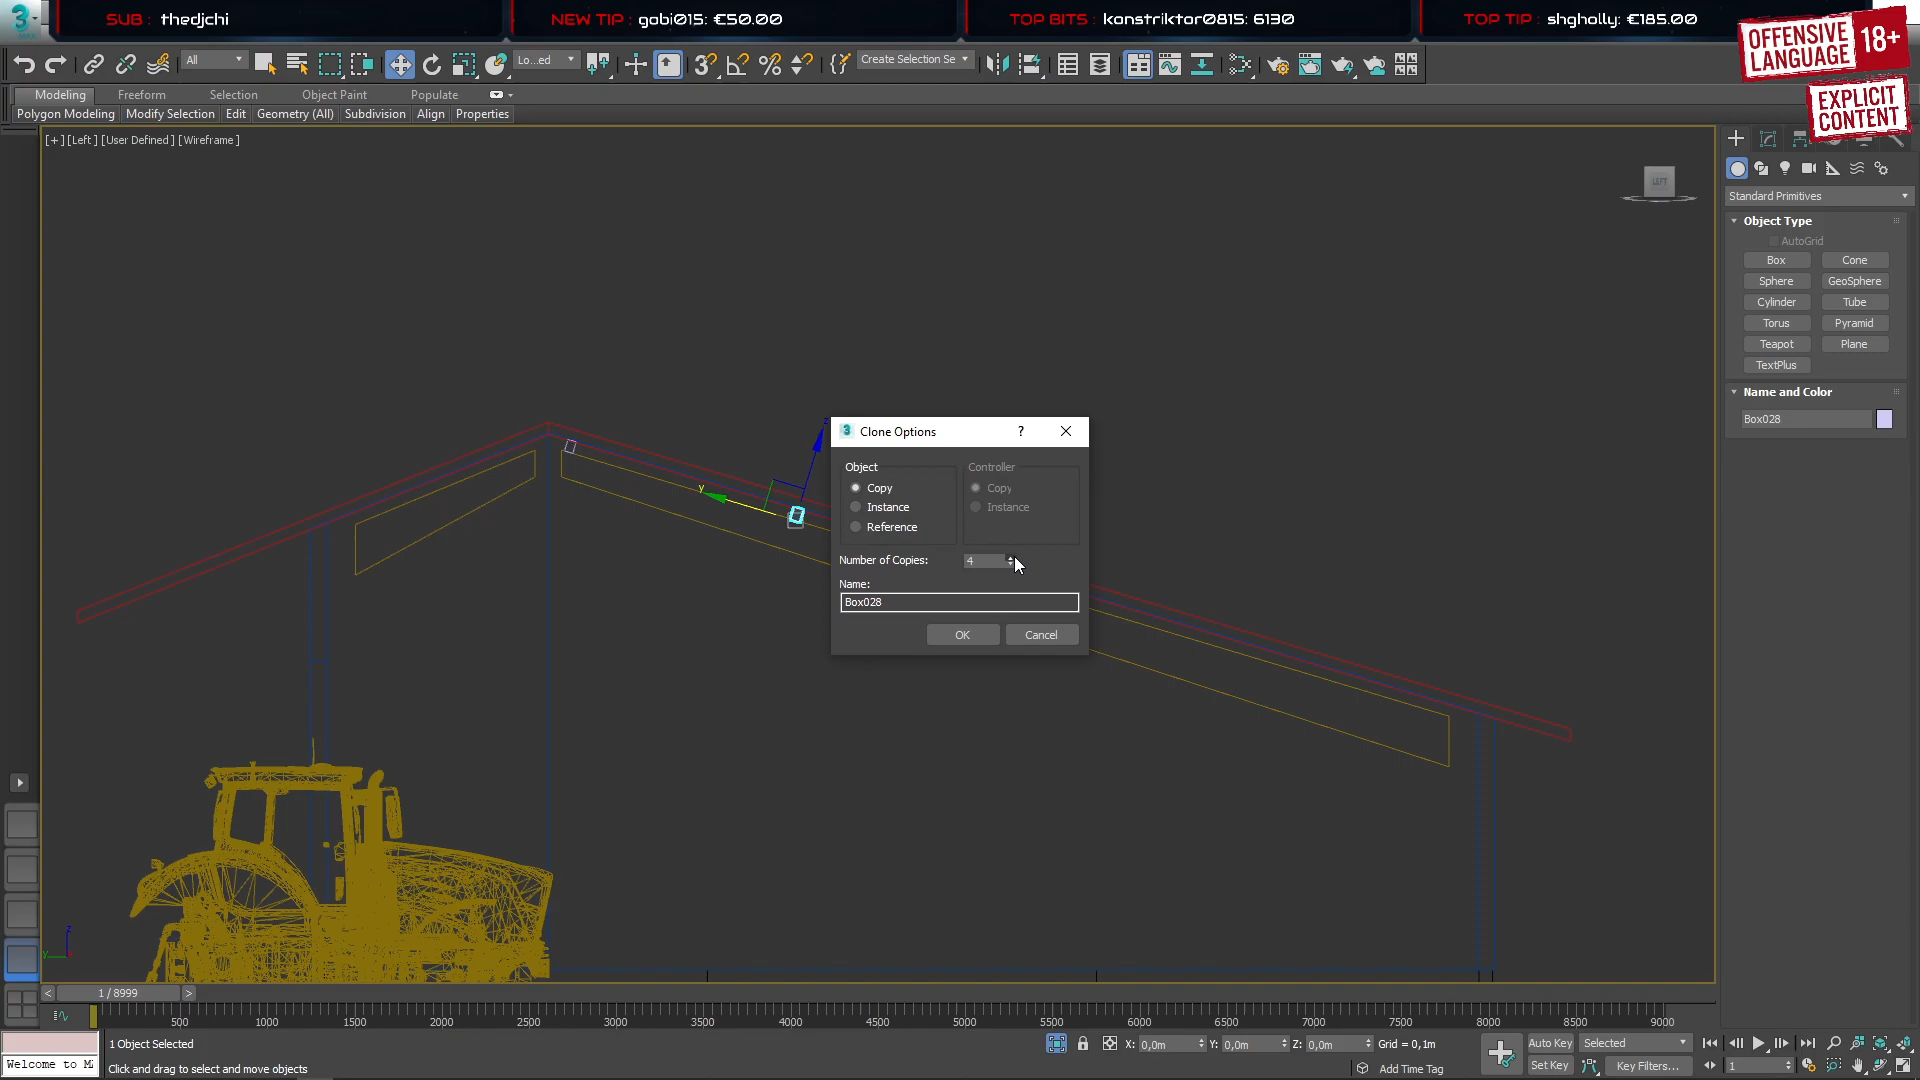 SUB : thedjchi
NEW TIP : gabi015: €50.00
TOP BITS : konstriktor0815: 6130
TOP TIP : shgholly: €185.00
OFFENSIVE LANGUAGE 18+
EXPLICIT CONTENT
All
Lo...ed
Create Selection Se
Modeling
Freeform
Selection
Object Paint
Populate
Polygon Modeling
Modify Selection
Edit
Geometry (All)
Subdivision
Align
Properties
[+] [Left] [User Defined] [Wireframe]
LEFT
Standard Primitives
Object Type
AutoGrid
Box
Cone
Sphere
GeoSphere
Cylinder
Tube
Torus
Pyramid
Teapot
Plane
TextPlus
Name and Color
Box028
Clone Options
?
Object
Copy
Instance
Reference
Controller
Copy
Instance
Number of Copies:
4
Name:
Box028
OK
Cancel
y
z
z
y
< 1 / 8999 >
500 1000 1500 2000 2500 3000 3500 4000 4500 5000 5500 6000 6500 7000 7500 8000 8500 9000
1 Object Selected
Welcome to M
Click and drag to select and move objects
X: 0,0m
Y: 0,0m
Z: 0,0m
Grid = 0,1m
Add Time Tag
Auto Key
Selected
Set Key
Key Filters...
1